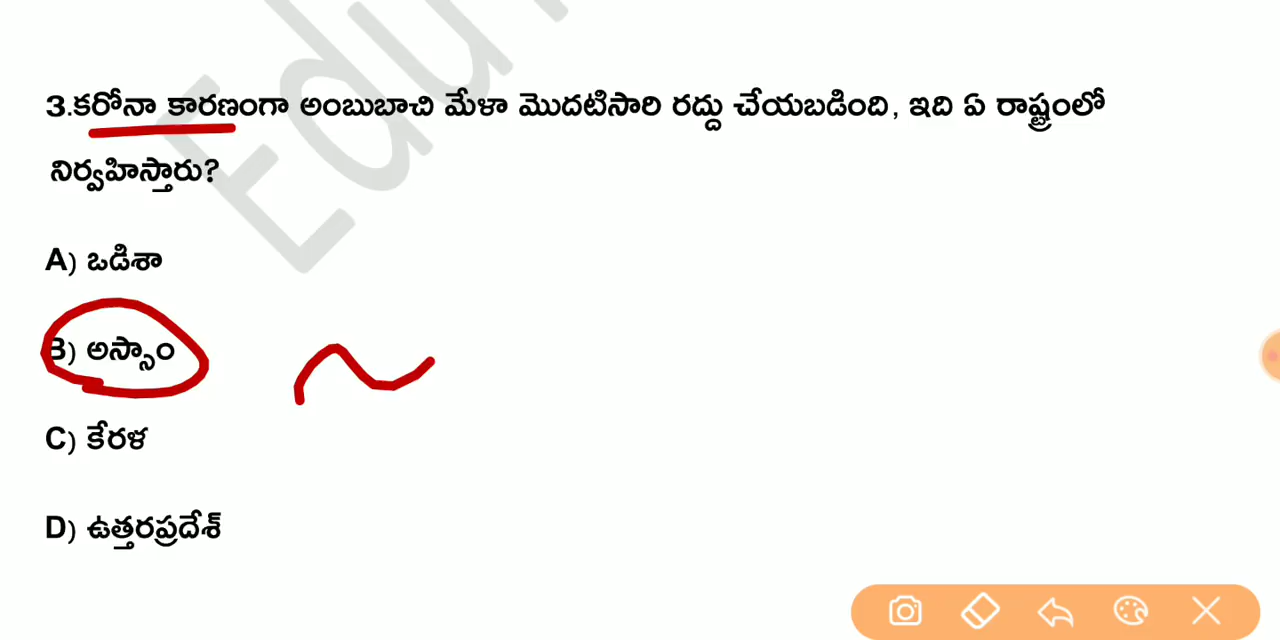 3.కరోనా కారణంగా అంబుబాచి మేళా మొదటిసారి రద్దు చేయబడింది, ఇది ఏ రాష్ట్రంలో
నిర్వహిస్తారు?
A) ఒడిశా
B) అస్సాం
C) కేరళ
D) ఉత్తరప్రదేశ్